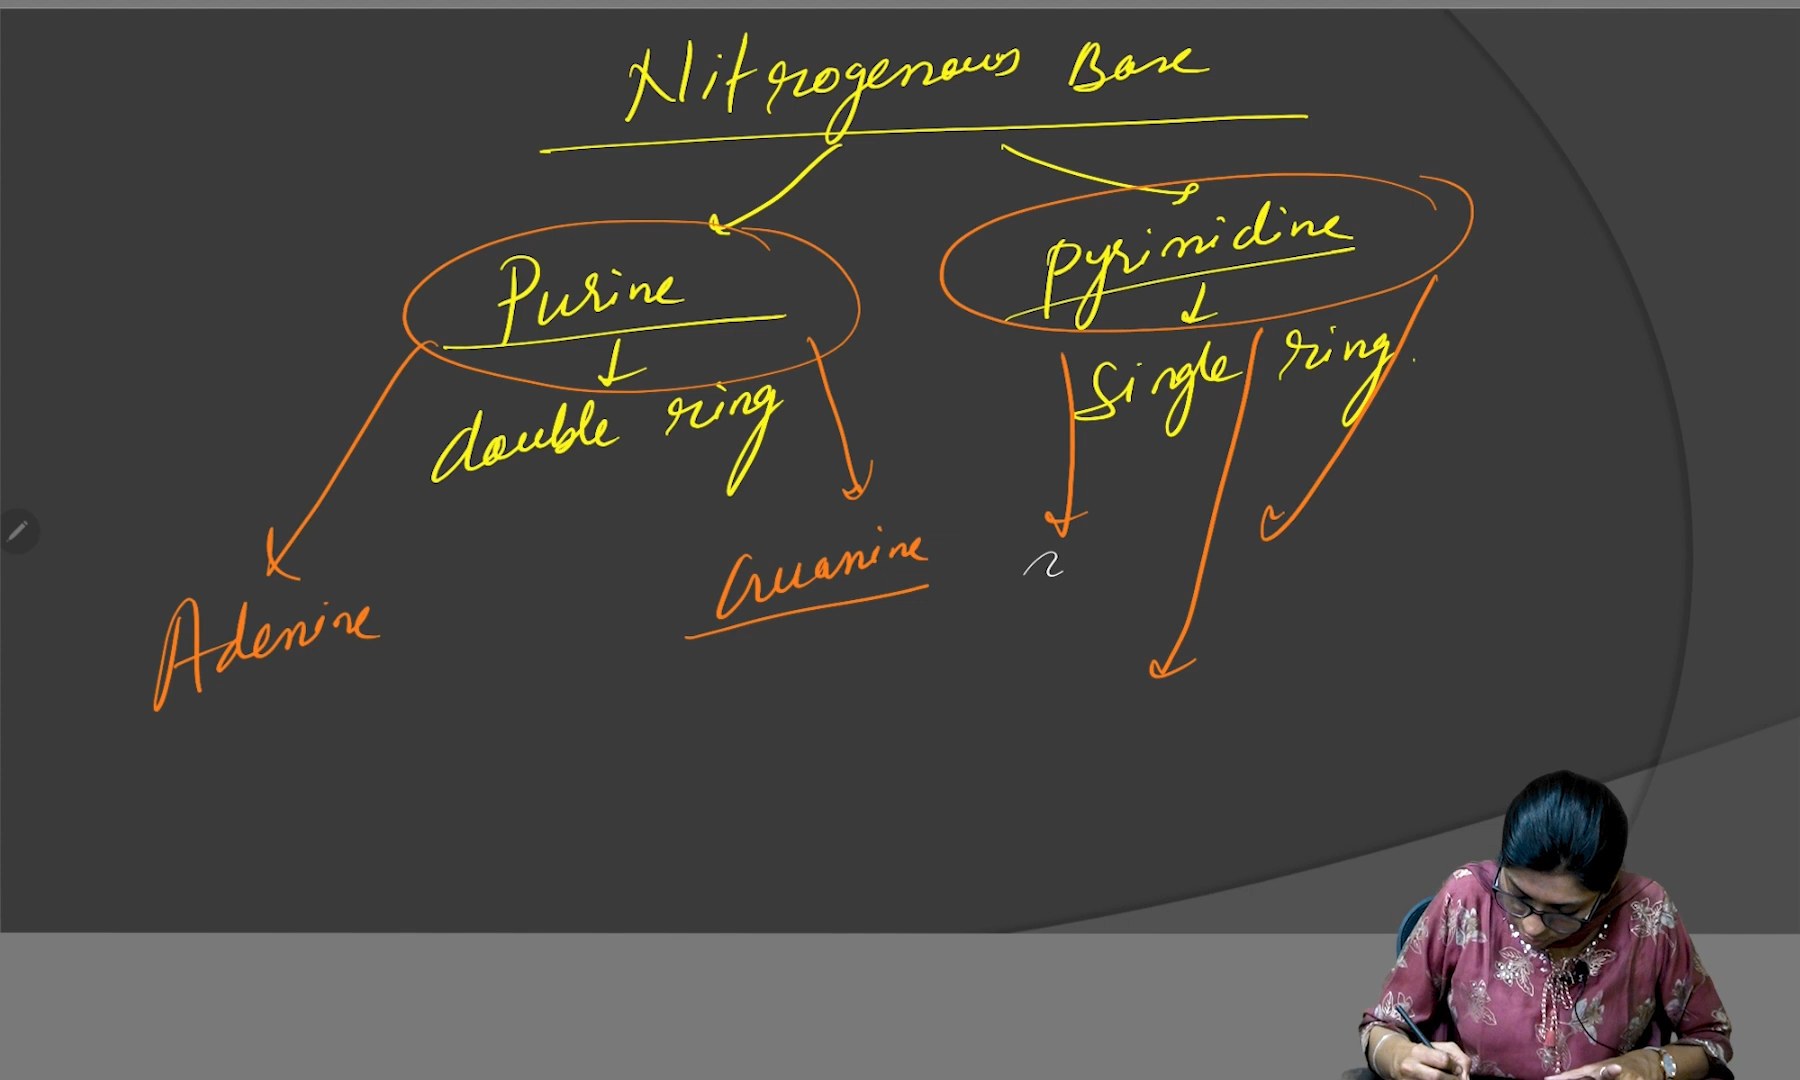 Nitrogenous Base
Purine
pyrimidine
double ring
single ring.
Adenine
Guanine